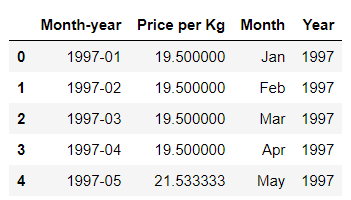 Month-year Price per Kg Month Year
0 1997-01 19.500000 Jan 1997
1 1997-02 19.500000 Feb 1997
2 1997-03 19.500000 Mar 1997
3 1997-04 19.500000 Apr 1997
4 1997-05 21.533333 May 1997